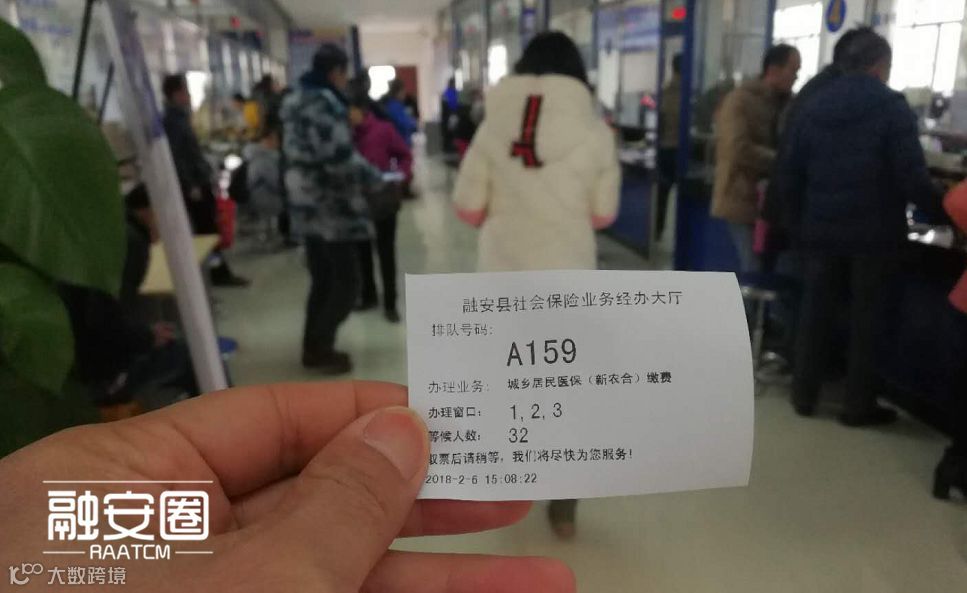 融安县社会保险业务经办大厅
排队号码:
A159
办理业务: 城乡居民医保（新农合）缴费
办理窗口: 1, 2, 3
等候人数: 32
取票后请稍等，我们将尽快为您服务!
2018-2-6 15:08:22
融安圈
RAATCM
大数跨境